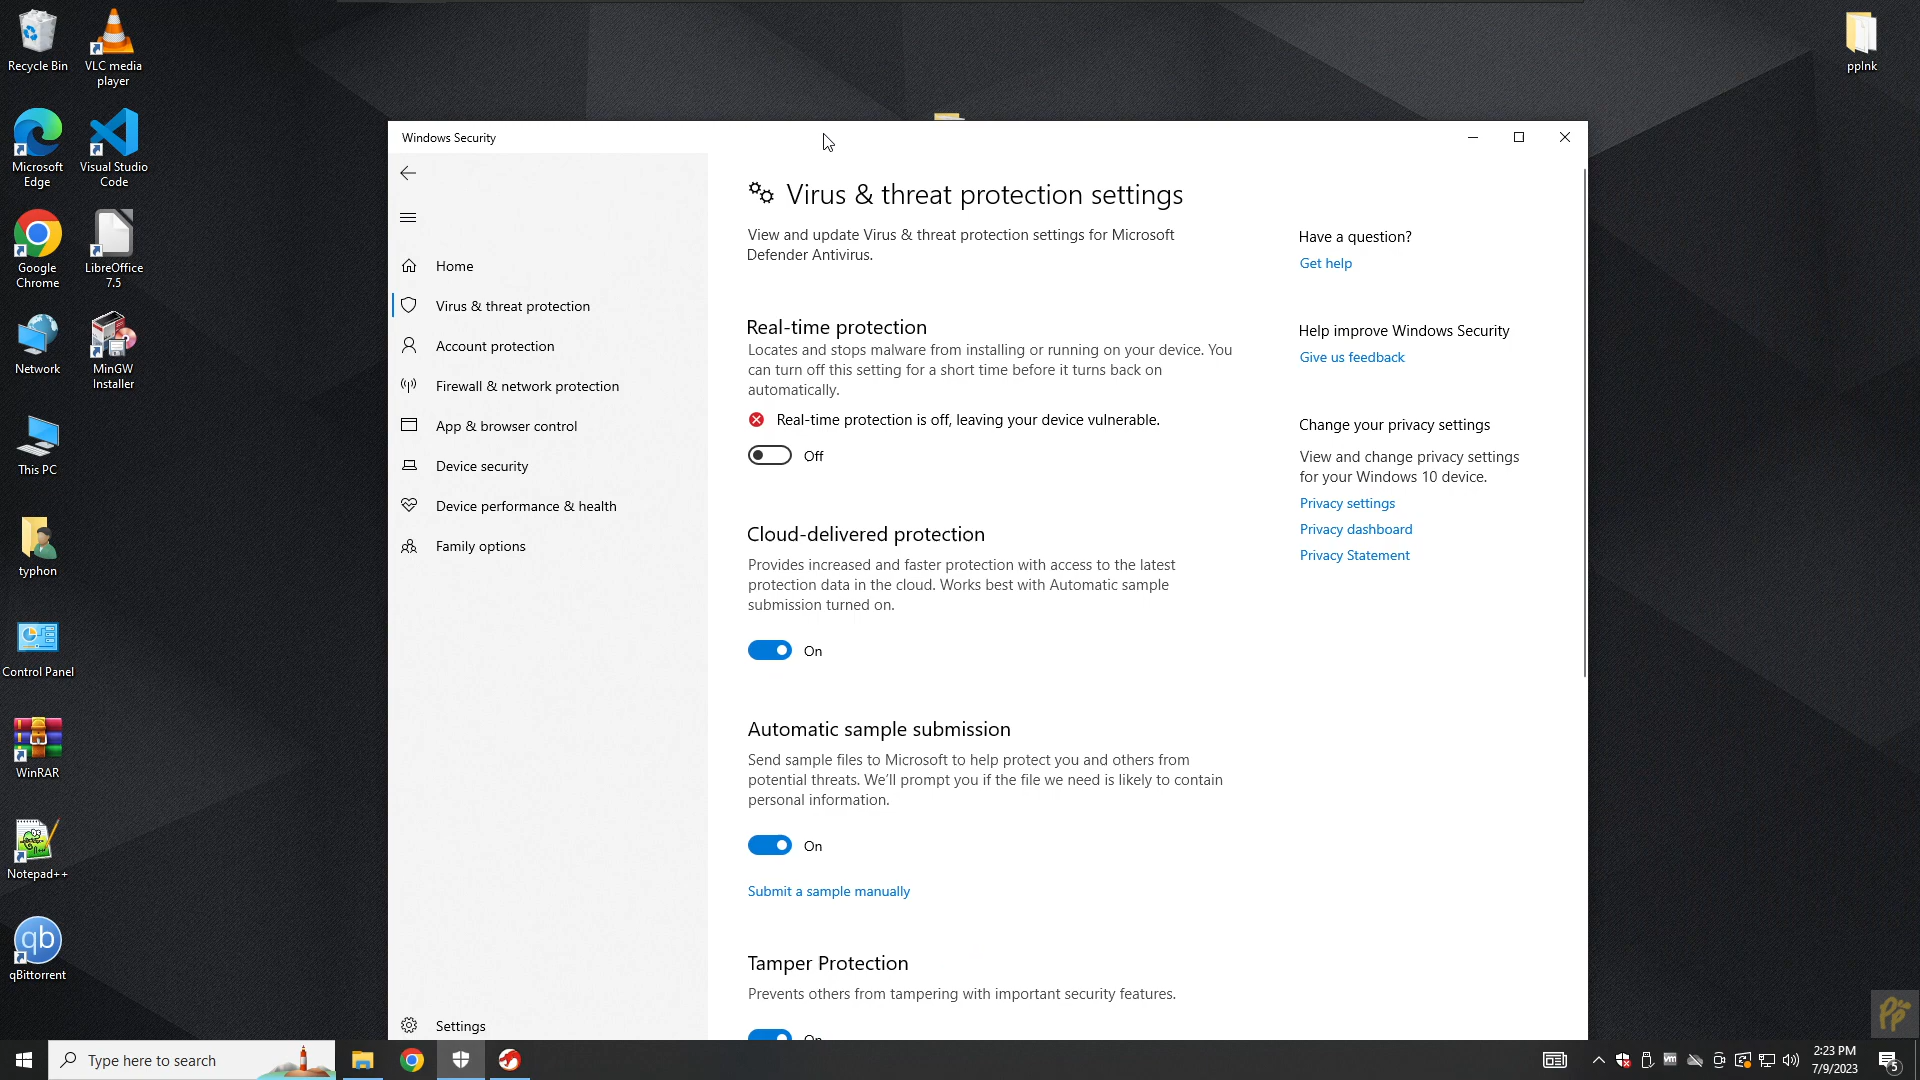 Recycle Bin
VLC media
player
Microsoft
Edge
Visual Studio
Code
Google
Chrome
LibreOffice
7.5
Network
MinGW
Installer
This PC
typhon
Control Panel
WinRAR
Notepad++
qb
qBittorrent
ppInk
Windows Security
Home
Virus & threat protection
Account protection
Firewall & network protection
App & browser control
Device security
Device performance & health
Family options
Settings
Virus & threat protection settings
View and update Virus & threat protection settings for Microsoft
Defender Antivirus.
Real-time protection
Locates and stops malware from installing or running on your device. You
can turn off this setting for a short time before it turns back on
automatically.
Real-time protection is off, leaving your device vulnerable.
Off
Cloud-delivered protection
Provides increased and faster protection with access to the latest
protection data in the cloud. Works best with Automatic sample
submission turned on.
On
Automatic sample submission
Send sample files to Microsoft to help protect you and others from
potential threats. We'll prompt you if the file we need is likely to contain
personal information.
On
Submit a sample manually
Tamper Protection
Prevents others from tampering with important security features.
On
Have a question?
Get help
Help improve Windows Security
Give us feedback
Change your privacy settings
View and change privacy settings
for your Windows 10 device.
Privacy settings
Privacy dashboard
Privacy Statement
Type here to search
vm
2:23 PM
7/9/2023
5